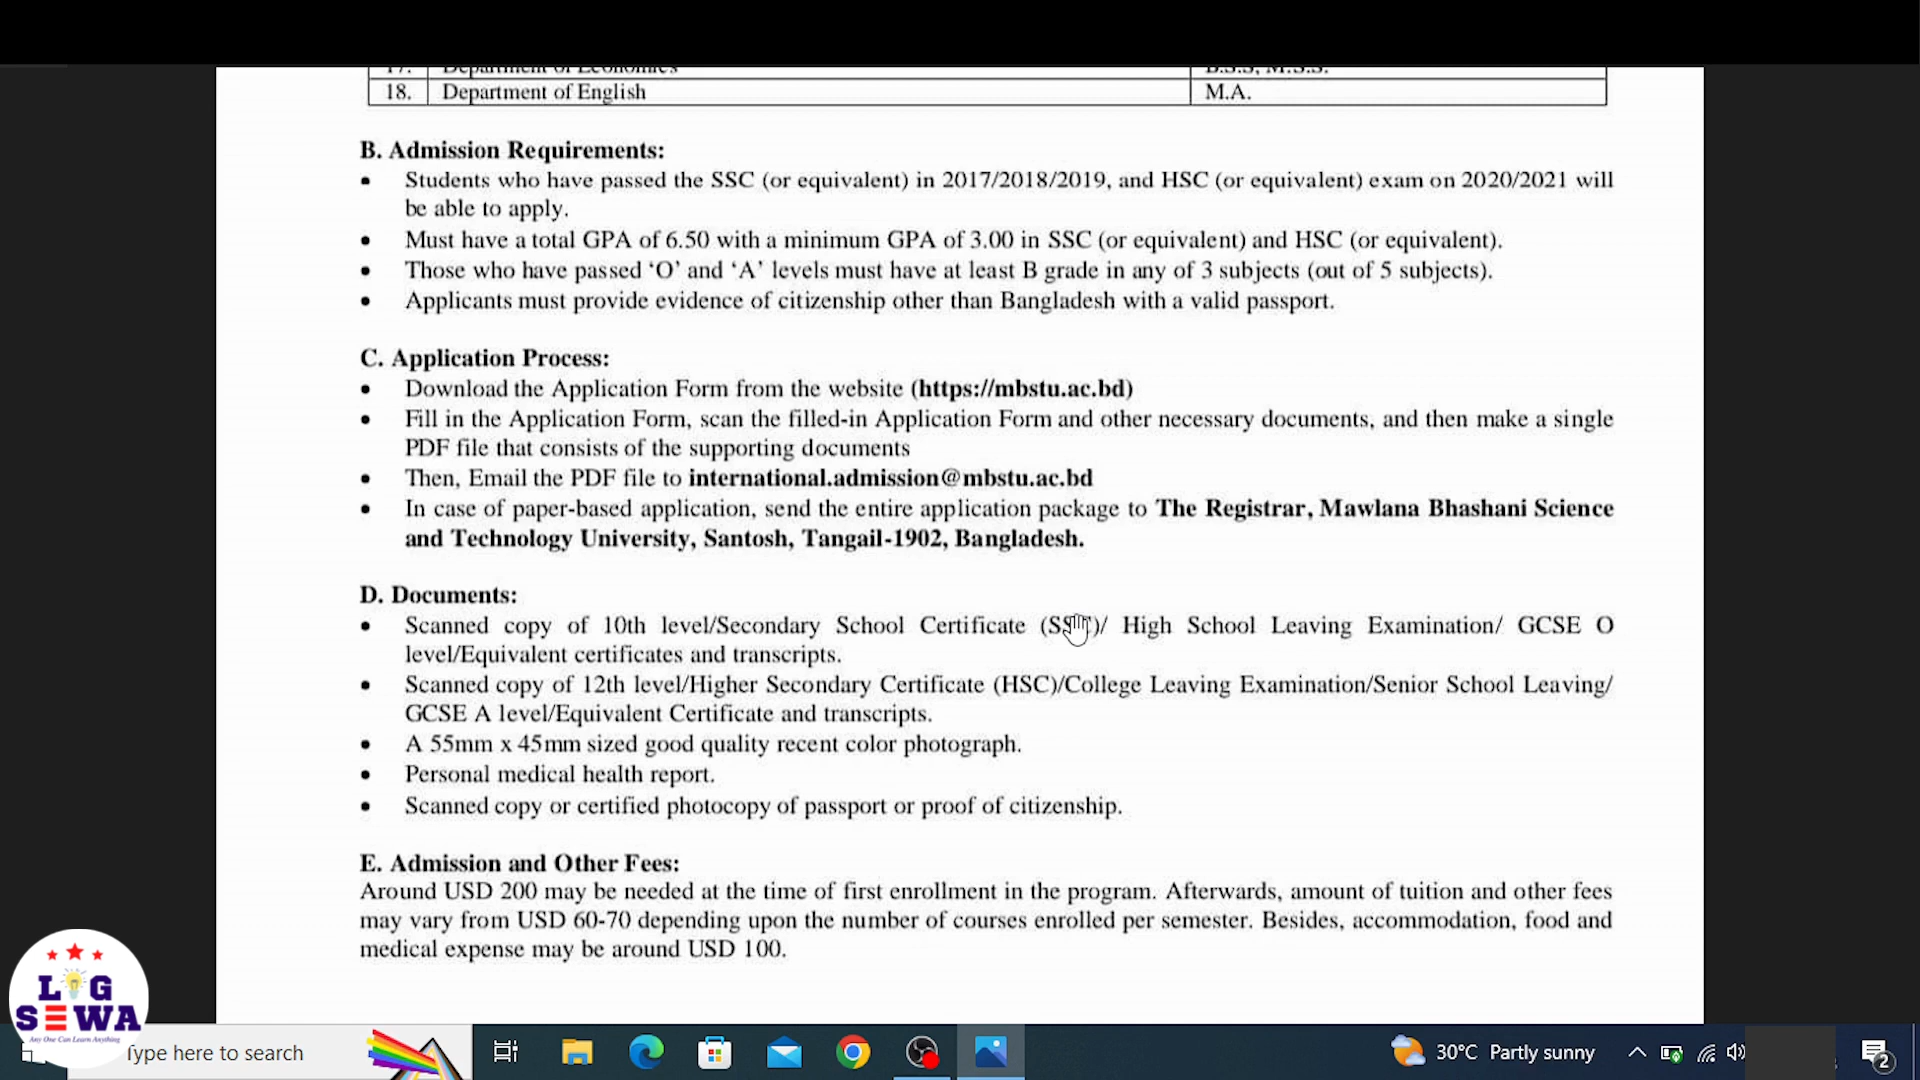 17. Department of Economics B.S.S, M.S.S.
18. Department of English M.A.
B. Admission Requirements:
• Students who have passed the SSC (or equivalent) in 2017/2018/2019, and HSC (or equivalent) exam on 2020/2021 will
be able to apply.
• Must have a total GPA of 6.50 with a minimum GPA of 3.00 in SSC (or equivalent) and HSC (or equivalent).
• Those who have passed ‘O’ and ‘A’ levels must have at least B grade in any of 3 subjects (out of 5 subjects).
• Applicants must provide evidence of citizenship other than Bangladesh with a valid passport.
C. Application Process:
• Download the Application Form from the website (https://mbstu.ac.bd)
• Fill in the Application Form, scan the filled-in Application Form and other necessary documents, and then make a single
PDF file that consists of the supporting documents
• Then, Email the PDF file to international.admission@mbstu.ac.bd
• In case of paper-based application, send the entire application package to The Registrar, Mawlana Bhashani Science
and Technology University, Santosh, Tangail-1902, Bangladesh.
D. Documents:
• Scanned copy of 10th level/Secondary School Certificate (SSC)/ High School Leaving Examination/ GCSE O
level/Equivalent certificates and transcripts.
• Scanned copy of 12th level/Higher Secondary Certificate (HSC)/College Leaving Examination/Senior School Leaving/
GCSE A level/Equivalent Certificate and transcripts.
• A 55mm x 45mm sized good quality recent color photograph.
• Personal medical health report.
• Scanned copy or certified photocopy of passport or proof of citizenship.
E. Admission and Other Fees:
Around USD 200 may be needed at the time of first enrollment in the program. Afterwards, amount of tuition and other fees
may vary from USD 60-70 depending upon the number of courses enrolled per semester. Besides, accommodation, food and
medical expense may be around USD 100.
LOG
SEWA
Any One Can Learn Anything
Type here to search
30°C Partly sunny
2